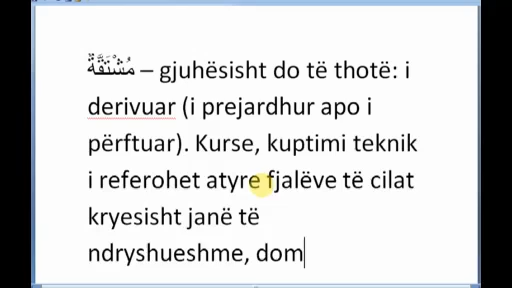 مُشْتَقَّةٌ – gjuhësisht do të thotë: i
derivuar (i prejardhur apo i
përftuar). Kurse, kuptimi teknik
i referohet atyre fjalëve të cilat
kryesisht janë të
ndryshueshme, dom